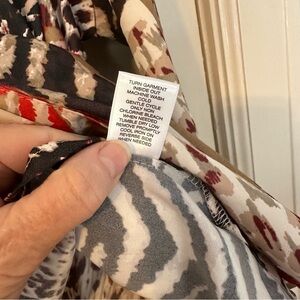 TURN GARMENT
INSIDE OUT
MACHINE WASH
COLD
GENTLE CYCLE
ONLY NON
CHLORINE BLEACH
WHEN NEEDED
TUMBLE DRY LOW
REMOVE PROMPTLY
COOL IRON ON
REVERSE SIDE
WHEN NEEDED